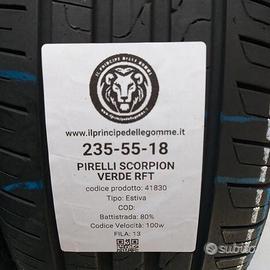 IL PRINCIPE DELLE GOMME
www.ilprincipedellegomme.it
235-55-18
PIRELLI SCORPION
VERDE RFT
codice prodotto: 41830
Tipo: Estiva
COD:
Battistrada: 80%
Codice Velocità: 100w
FILA: 13
subito